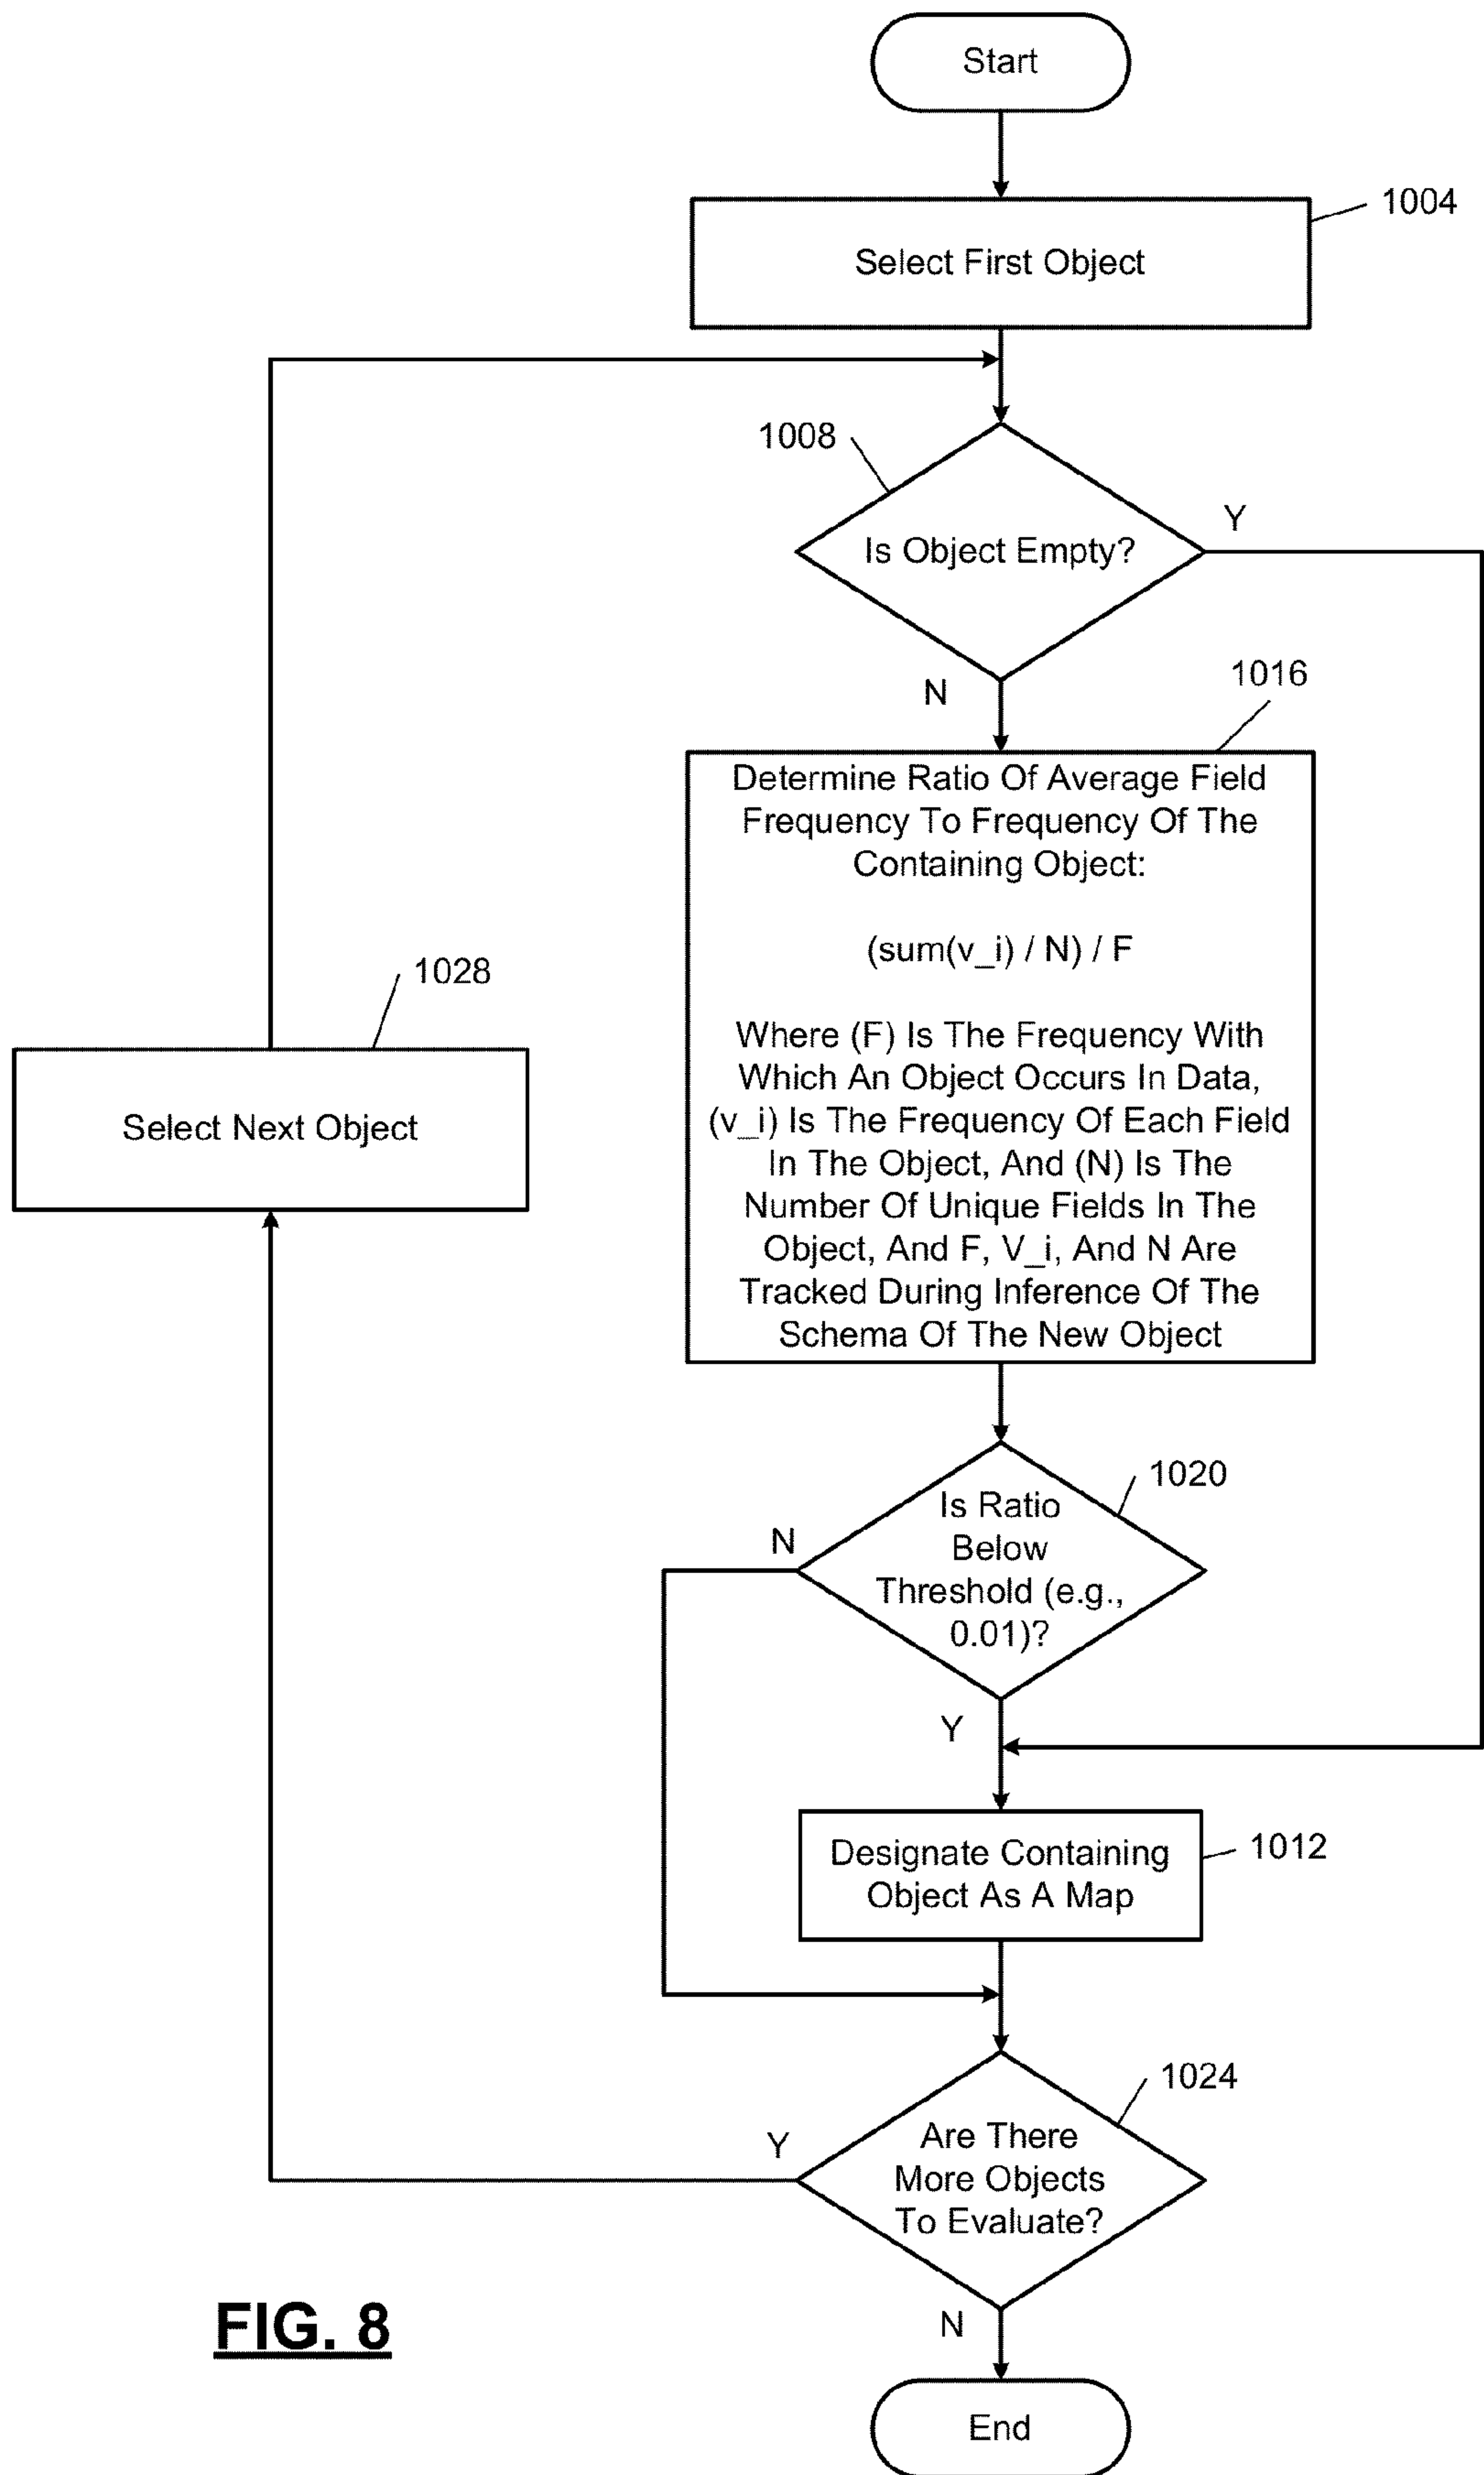 Start
1004
Select First Object
1008
Y
Is Object Empty?
N
1016
Determine Ratio Of Average Field
Frequency To Frequency Of The
Containing Object:
(sum(v_i) / N) / F
Where (F) Is The Frequency With
Which An Object Occurs In Data,
(v_i) Is The Frequency Of Each Field
In The Object, And (N) Is The
Number Of Unique Fields In The
Object, And F, V_i, And N Are
Tracked During Inference Of The
Schema Of The New Object
1028
Select Next Object
1020
N
Is Ratio
Below
Threshold (e.g.,
0.01)?
Y
Designate Containing
Object As A Map
1012
1024
Y
Are There
More Objects
To Evaluate?
N
FIG. 8
End